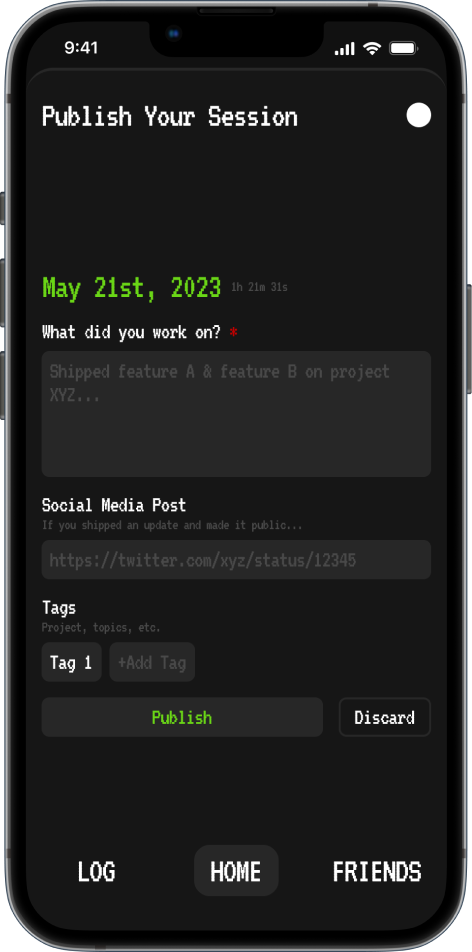 9:41
Publish Your Session
May 21st, 2023 1h 21m 31s
What did you work on? *
Shipped feature A & feature B on project
XYZ...
Social Media Post
If you shipped an update and made it public...
https://twitter.com/xyz/status/12345
Tags
Project, topics, etc.
Tag 1 +Add Tag
Publish Discard
LOG HOME FRIENDS